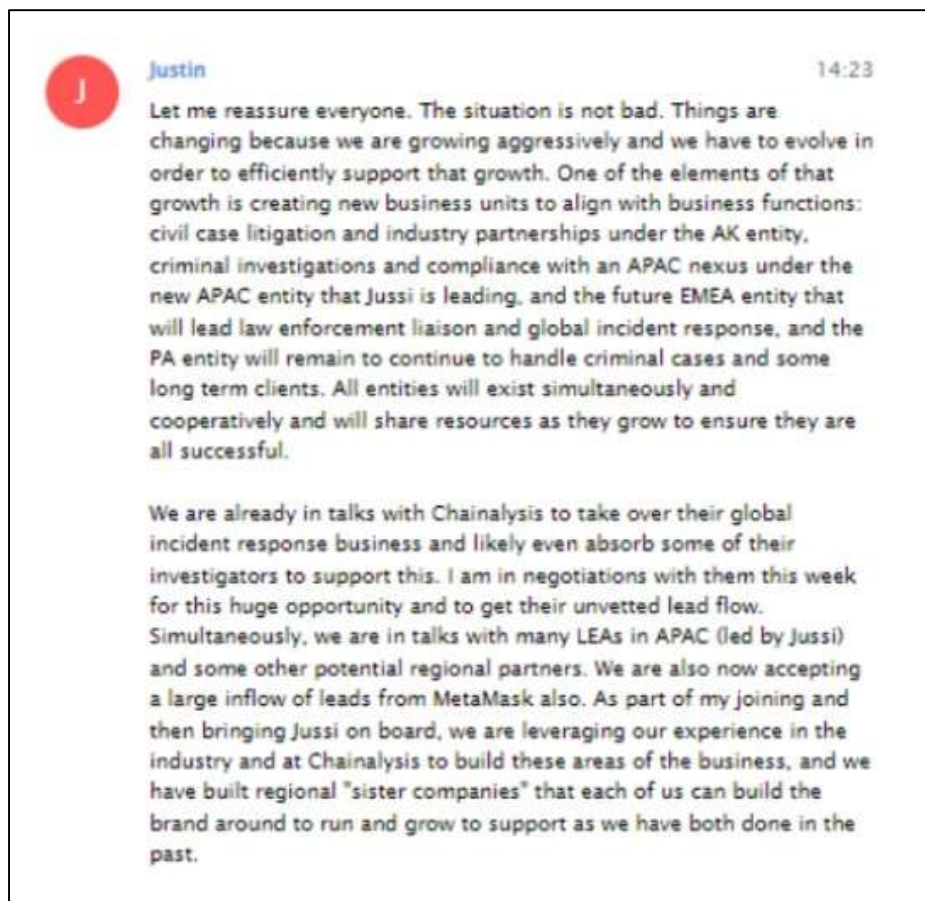 J
Justin 14:23
Let me reassure everyone. The situation is not bad. Things are
changing because we are growing aggressively and we have to evolve in
order to efficiently support that growth. One of the elements of that
growth is creating new business units to align with business functions:
civil case litigation and industry partnerships under the AK entity,
criminal investigations and compliance with an APAC nexus under the
new APAC entity that Jussi is leading, and the future EMEA entity that
will lead law enforcement liaison and global incident response, and the
PA entity will remain to continue to handle criminal cases and some
long term clients. All entities will exist simultaneously and
cooperatively and will share resources as they grow to ensure they are
all successful.
We are already in talks with Chainalysis to take over their global
incident response business and likely even absorb some of their
investigators to support this. I am in negotiations with them this week
for this huge opportunity and to get their unvetted lead flow.
Simultaneously, we are in talks with many LEAs in APAC (led by Jussi)
and some other potential regional partners. We are also now accepting
a large inflow of leads from MetaMask also. As part of my joining and
then bringing Jussi on board, we are leveraging our experience in the
industry and at Chainalysis to build these areas of the business, and we
have built regional "sister companies" that each of us can build the
brand around to run and grow to support as we have both done in the
past.